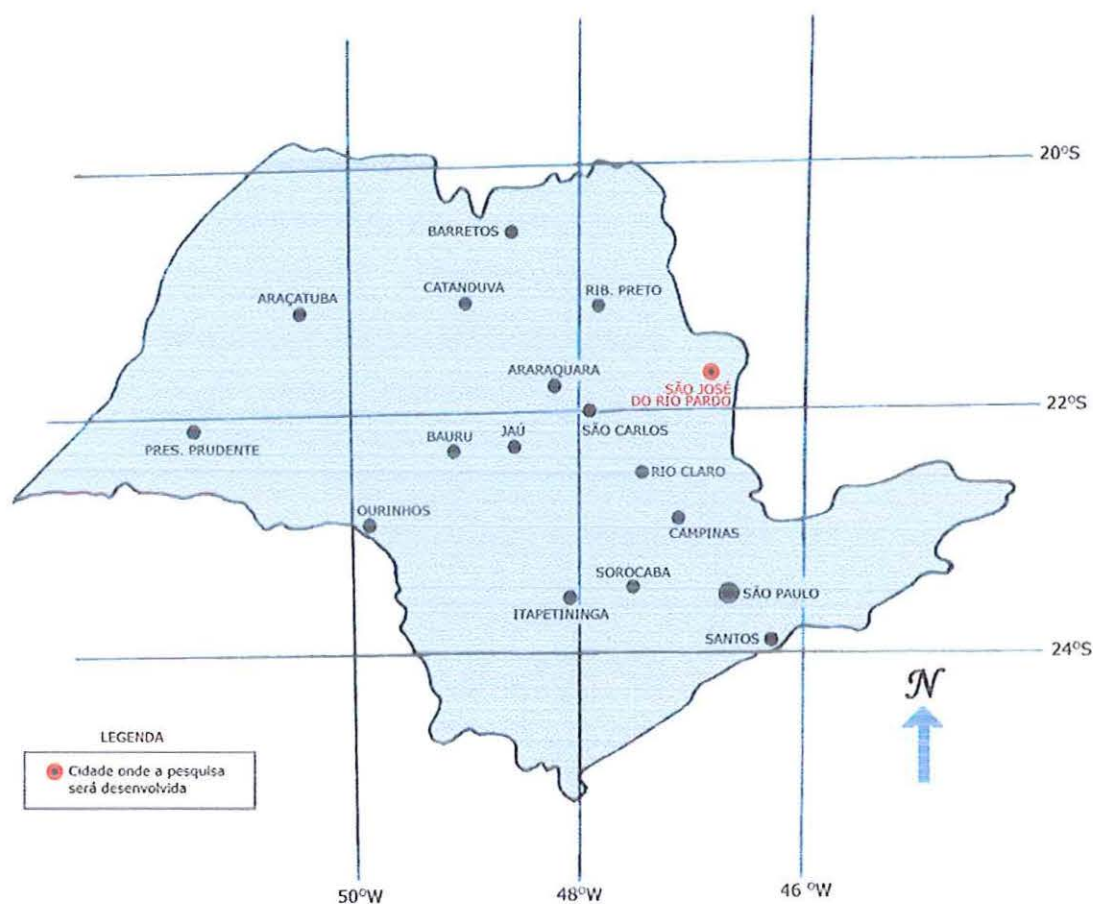 20°S
BARRETOS
CATANDUVA
RIB. PRETO
ARAÇATUBA
ARARAQUARA
SÃO JOSÉ
DO RIO PARDO
22°S
SÃO CARLOS
JAÚ
BAURU
PRES. PRUDENTE
RIO CLARO
OURINHOS
CAMPINAS
SOROCABA
SÃO PAULO
ITAPETININGA
SANTOS
24°S
N
LEGENDA
Cidade onde a pesquisa
será desenvolvida
50°W
48°W
46 °W